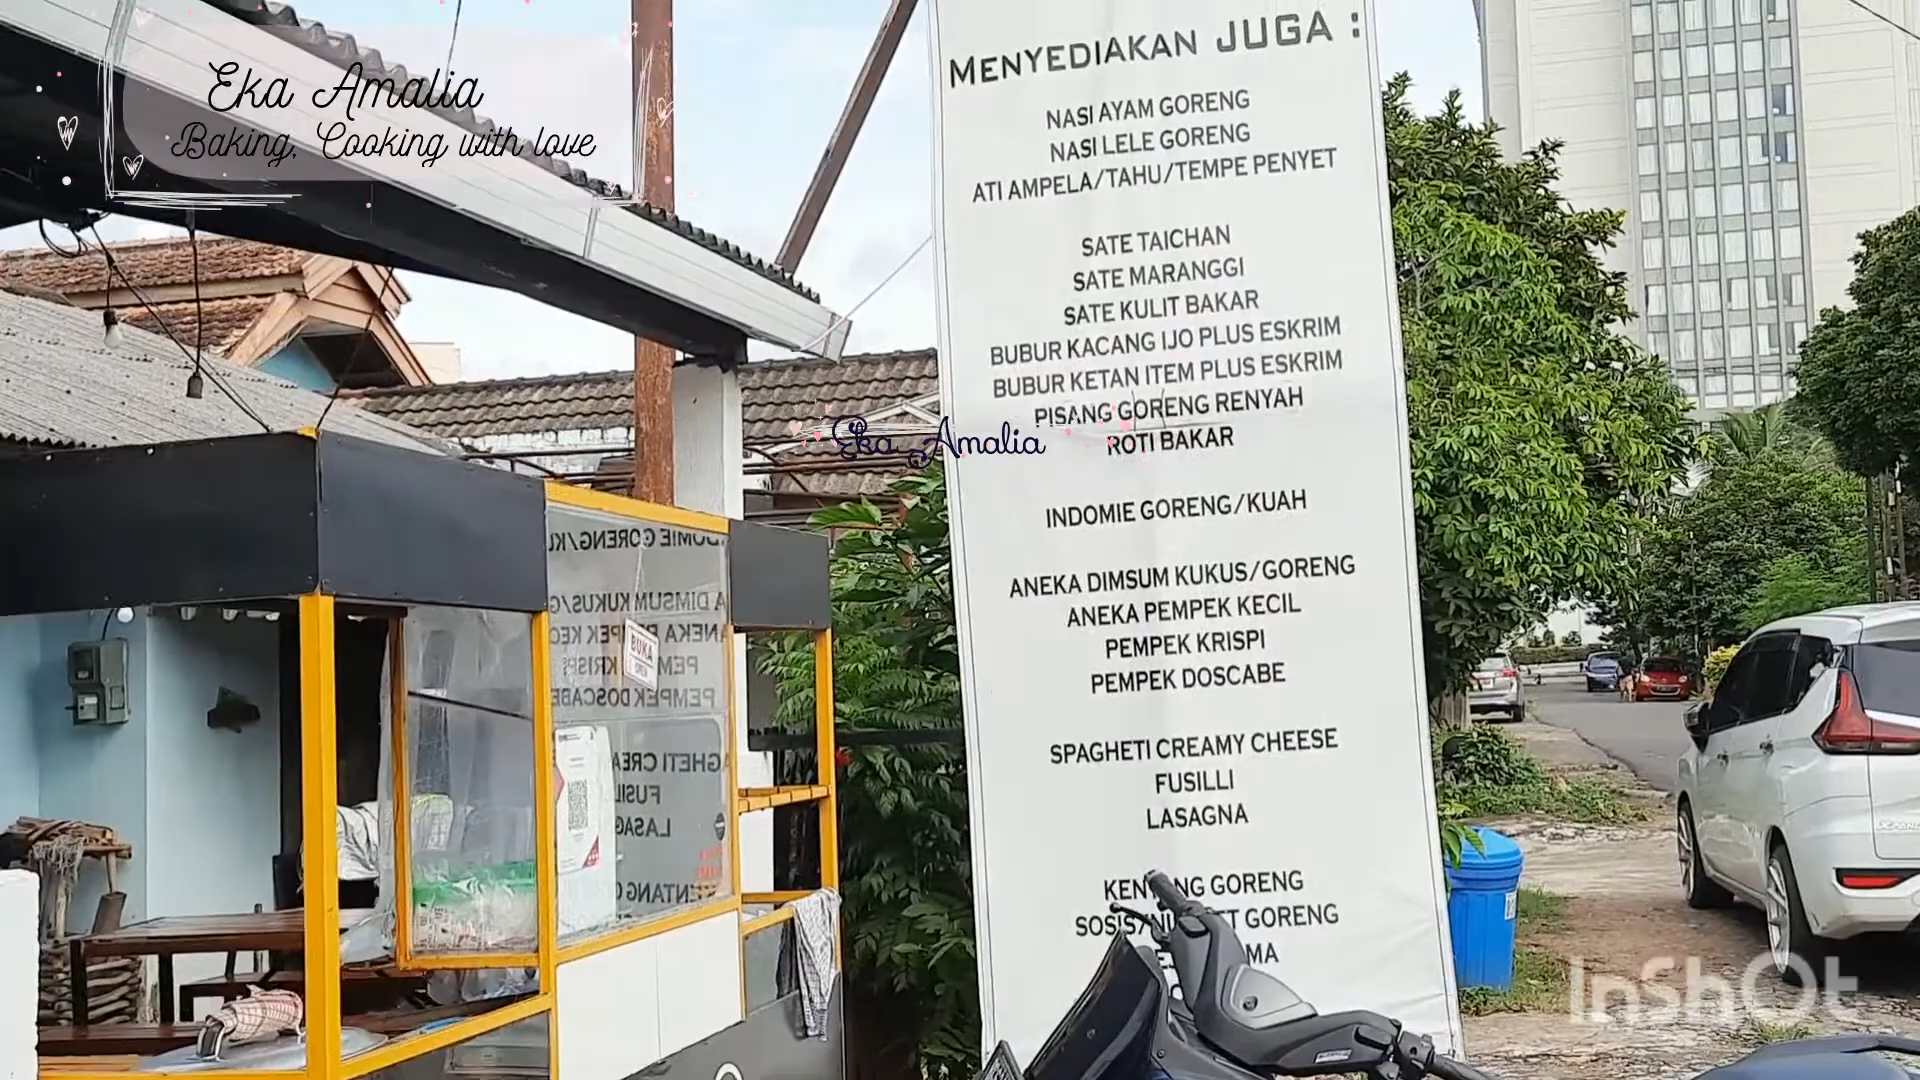 Eka Amalia
Baking, Cooking with love
MENYEDIAKAN JUGA :
NASI AYAM GORENG
NASI LELE GORENG
ATI AMPELA/TAHU/TEMPE PENYET
SATE TAICHAN
SATE MARANGGI
SATE KULIT BAKAR
BUBUR KACANG IJO PLUS ESKRIM
BUBUR KETAN ITEM PLUS ESKRIM
PISANG GORENG RENYAH
Eka Amalia
ROTI BAKAR
INDOMIE GORENG/KUAH
ANEKA DIMSUM KUKUS/GORENG
ANEKA PEMPEK KECIL
PEMPEK KRISPI
PEMPEK DOSCABE
SPAGHETI CREAMY CHEESE
FUSILLI
LASAGNA
GORENG
GORENG
BUKA
OPEN
InShOt